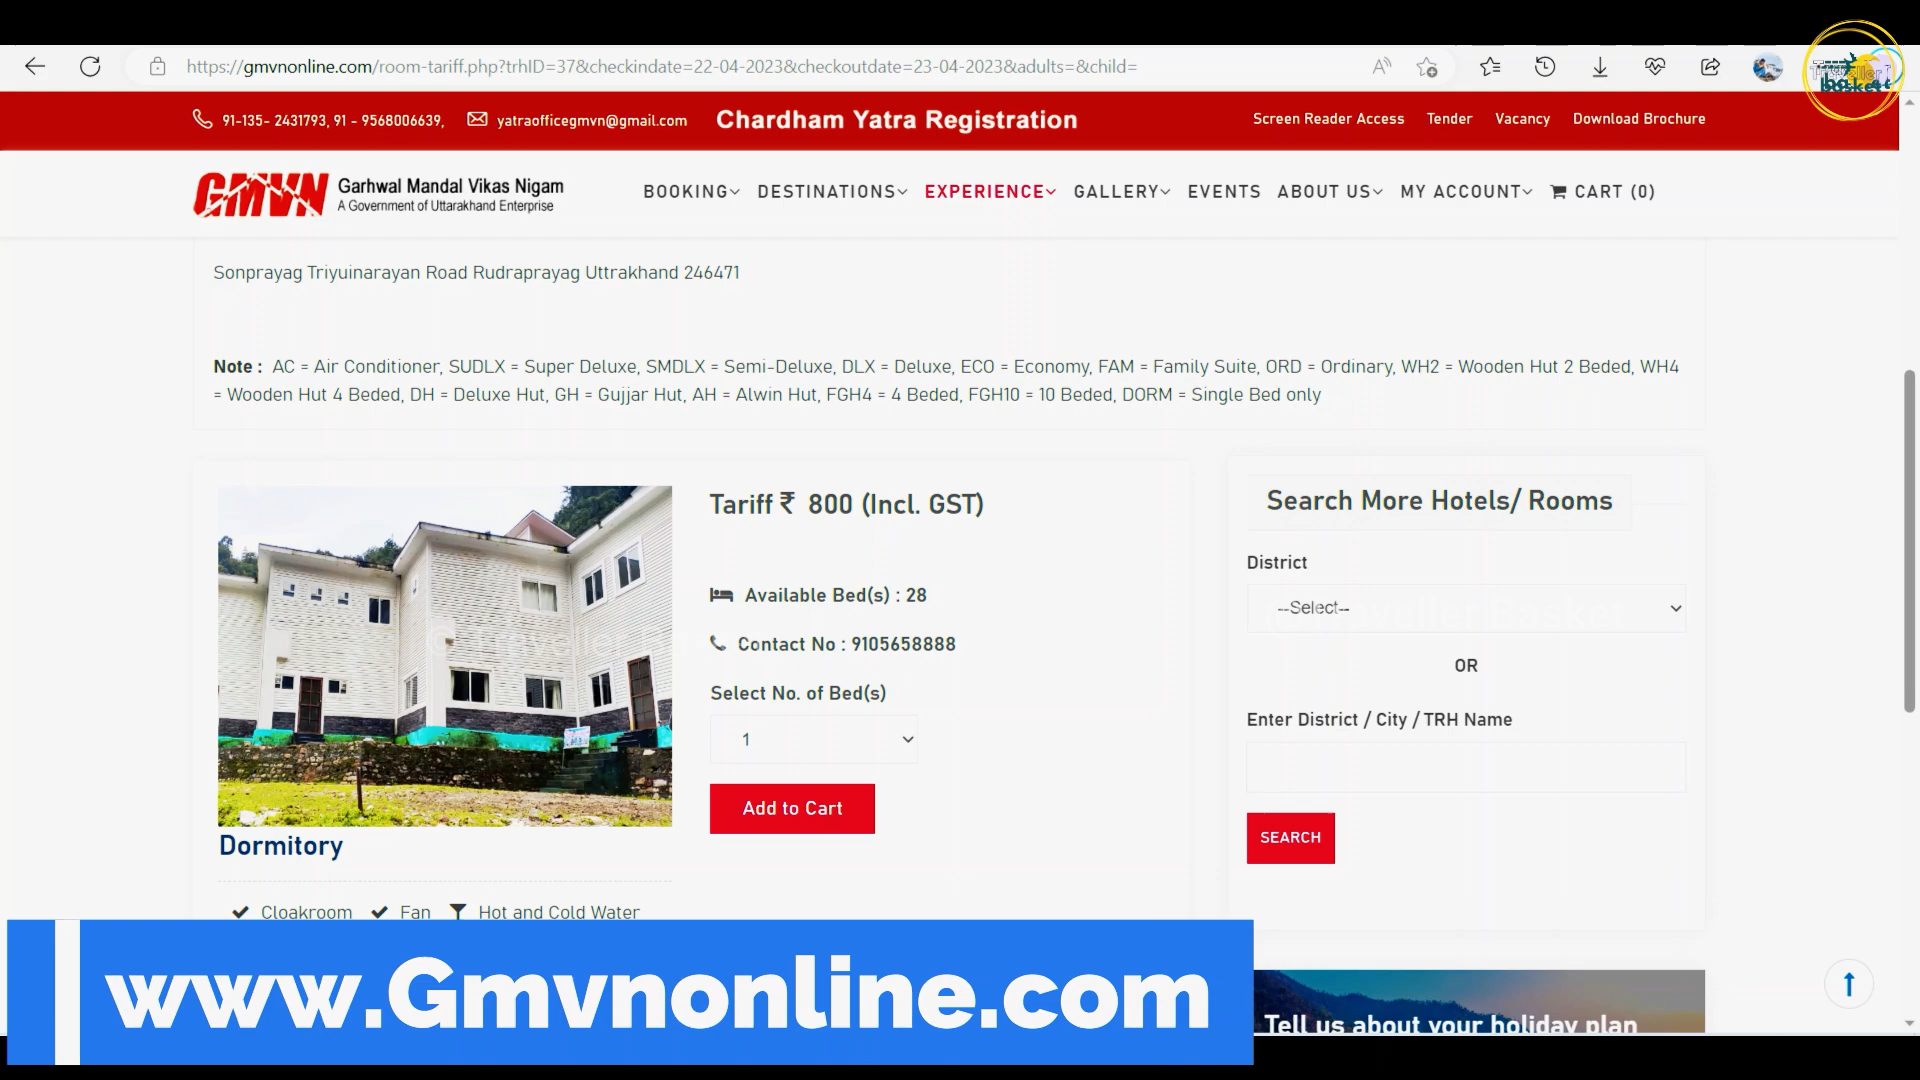 https://gmvnonline.com/room-tariff.php?trhID=37&checkindate=22-04-2023&checkoutdate=23-04-2023&adults=&child=
91-135- 2431793, 91 - 9568006639, yatraofficegmvn@gmail.com Chardham Yatra Registration Screen Reader Access Tender Vacancy Download Brochure
GMVN Garhwal Mandal Vikas Nigam
A Government of Uttarakhand Enterprise
BOOKING DESTINATIONS EXPERIENCE GALLERY EVENTS ABOUT US MY ACCOUNT CART (0)
Sonprayag Triyuinarayan Road Rudraprayag Uttrakhand 246471
Note : AC = Air Conditioner, SUDLX = Super Deluxe, SMDLX = Semi-Deluxe, DLX = Deluxe, ECO = Economy, FAM = Family Suite, ORD = Ordinary, WH2 = Wooden Hut 2 Beded, WH4
= Wooden Hut 4 Beded, DH = Deluxe Hut, GH = Gujjar Hut, AH = Alwin Hut, FGH4 = 4 Beded, FGH10 = 10 Beded, DORM = Single Bed only
Tariff ₹ 800 (Incl. GST)
Available Bed(s) : 28
Contact No : 9105658888
Select No. of Bed(s)
1
Add to Cart
Dormitory
Cloakroom Fan Hot and Cold Water
Search More Hotels/ Rooms
District
--Select--
OR
Enter District / City / TRH Name
SEARCH
Tell us about your holiday plan
www.Gmvnonline.com